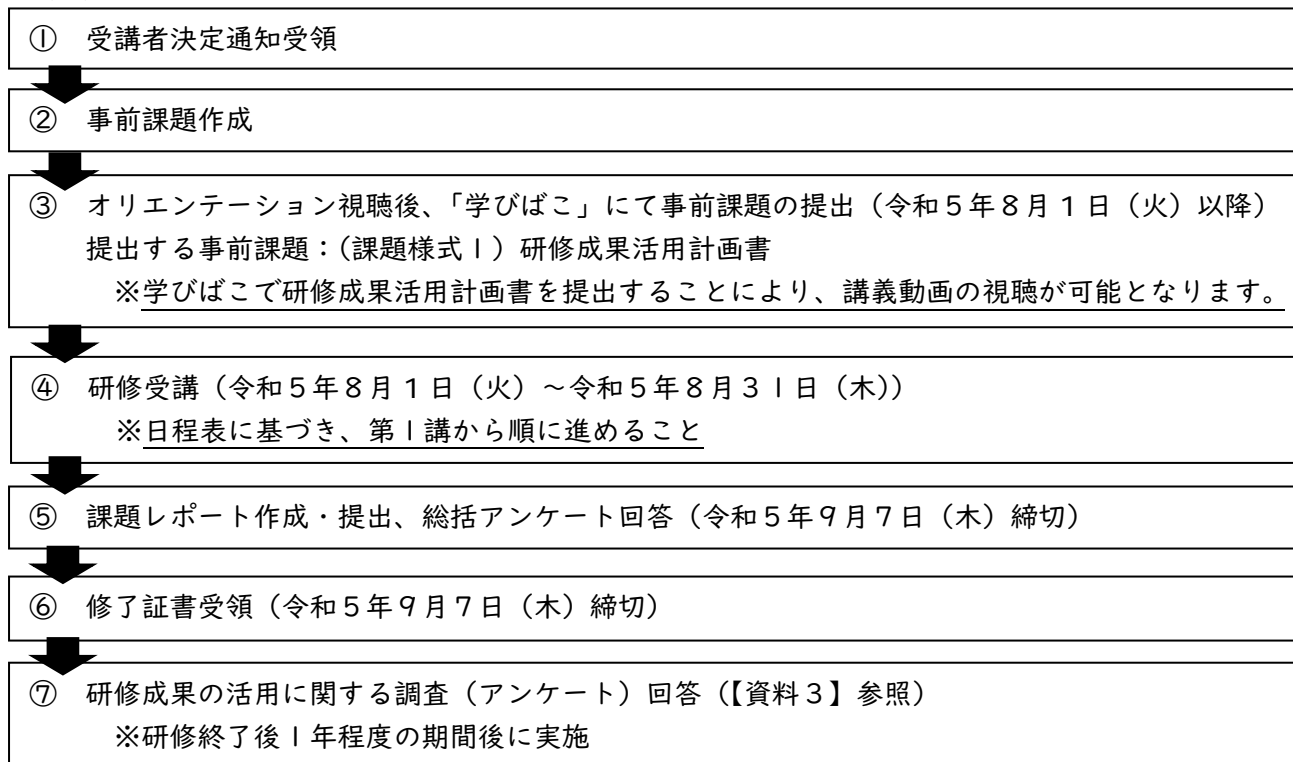 ① 受講者決定通知受領
② 事前課題作成
③ オリエンテーション視聴後、「学びばこ」にて事前課題の提出（令和５年８月１日（火）以降）
提出する事前課題：（課題様式１）研修成果活用計画書
※学びばこで研修成果活用計画書を提出することにより、講義動画の視聴が可能となります。
④ 研修受講（令和５年８月１日（火）～令和５年８月３１日（木））
※日程表に基づき、第１講から順に進めること
⑤ 課題レポート作成・提出、総括アンケート回答（令和５年９月７日（木）締切）
⑥ 修了証書受領（令和５年９月７日（木）締切）
⑦ 研修成果の活用に関する調査（アンケート）回答（【資料３】参照）
※研修終了後１年程度の期間後に実施